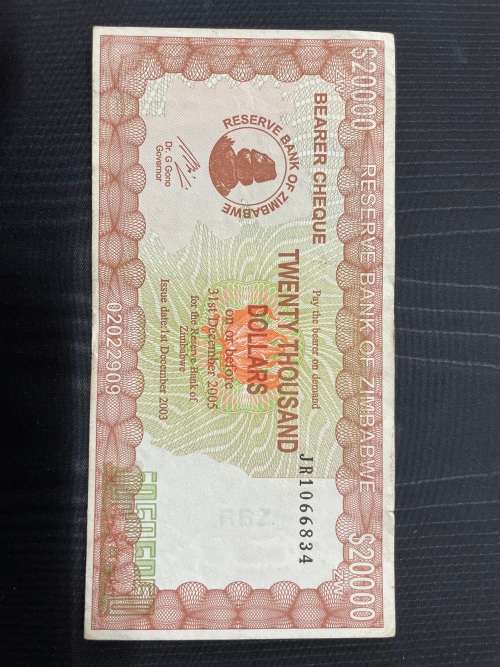 $20000 RESERVE BANK OF ZIMBABWE $20000
BEARER CHEQUE
JR1066834
Pay the bearer on demand
TWENTY THOUSAND
DOLLARS
on or before
31st December 2005
for the Reserve Bank of
Zimbabwe
Issue date:1st December 2003
RESERVE BANK OF ZIMBABWE
Dr. G Gono
Governor
02022909